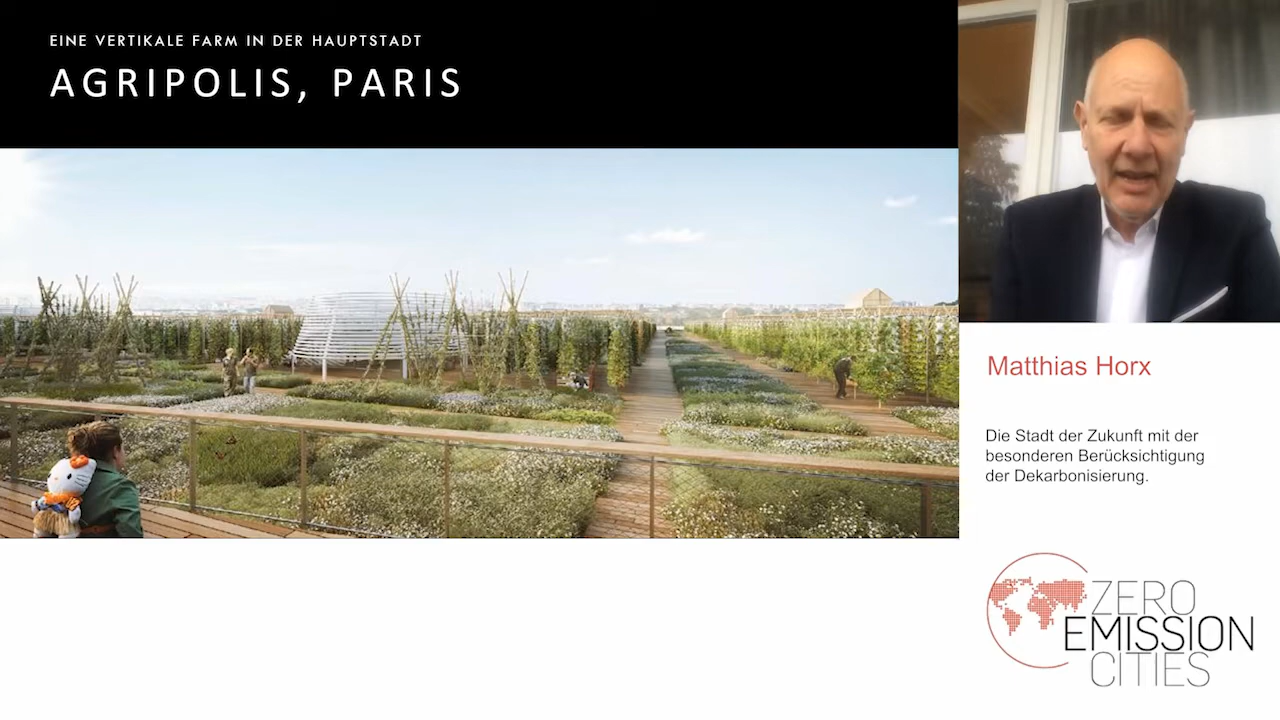 EINE VERTIKALE FARM IN DER HAUPTSTADT
AGRIPOLIS, PARIS
Matthias Horx
Die Stadt der Zukunft mit der
besonderen Berücksichtigung
der Dekarbonisierung.
ZERO
EMISSION
CITIES